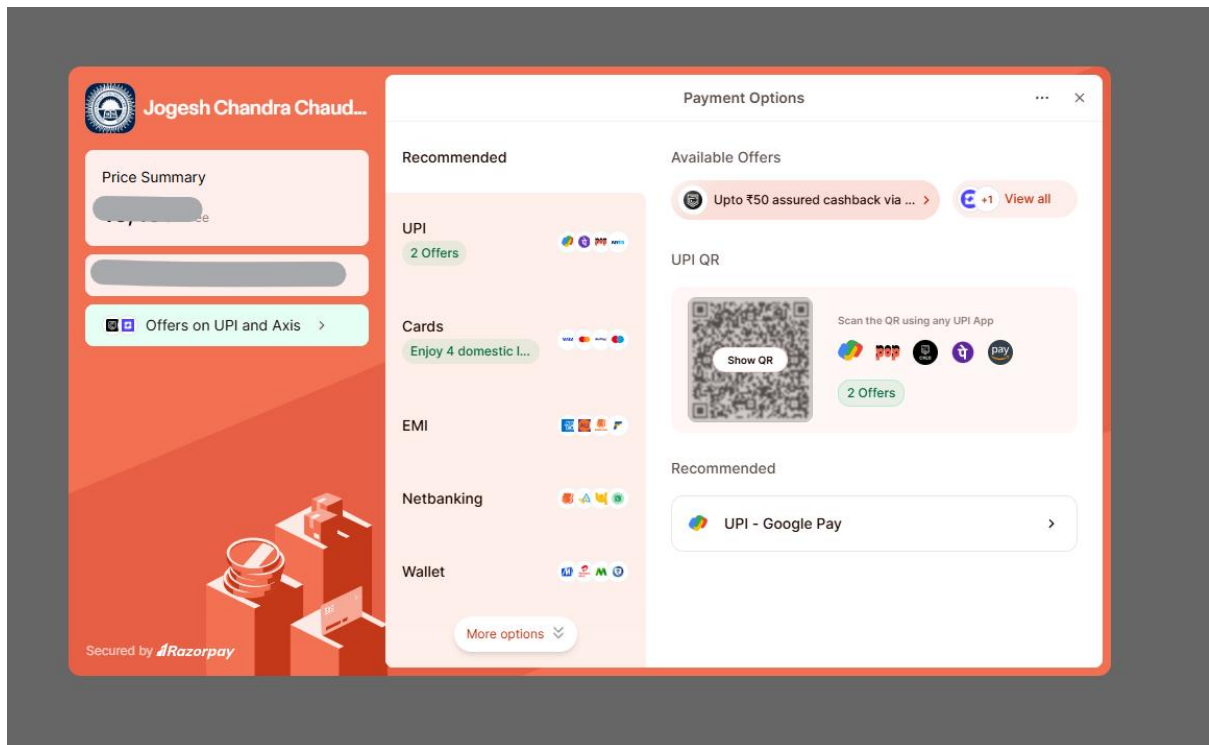 Jogesh Chandra Chaud...
Price Summary
Offers on UPI and Axis
Secured by Razorpay
Payment Options
Recommended
UPI
2 Offers
Cards
Enjoy 4 domestic l...
EMI
Netbanking
Wallet
More options
Available Offers
Upto ₹50 assured cashback via ...
+1 View all
UPI QR
Show QR
Scan the QR using any UPI App
pop
pay
2 Offers
Recommended
UPI - Google Pay